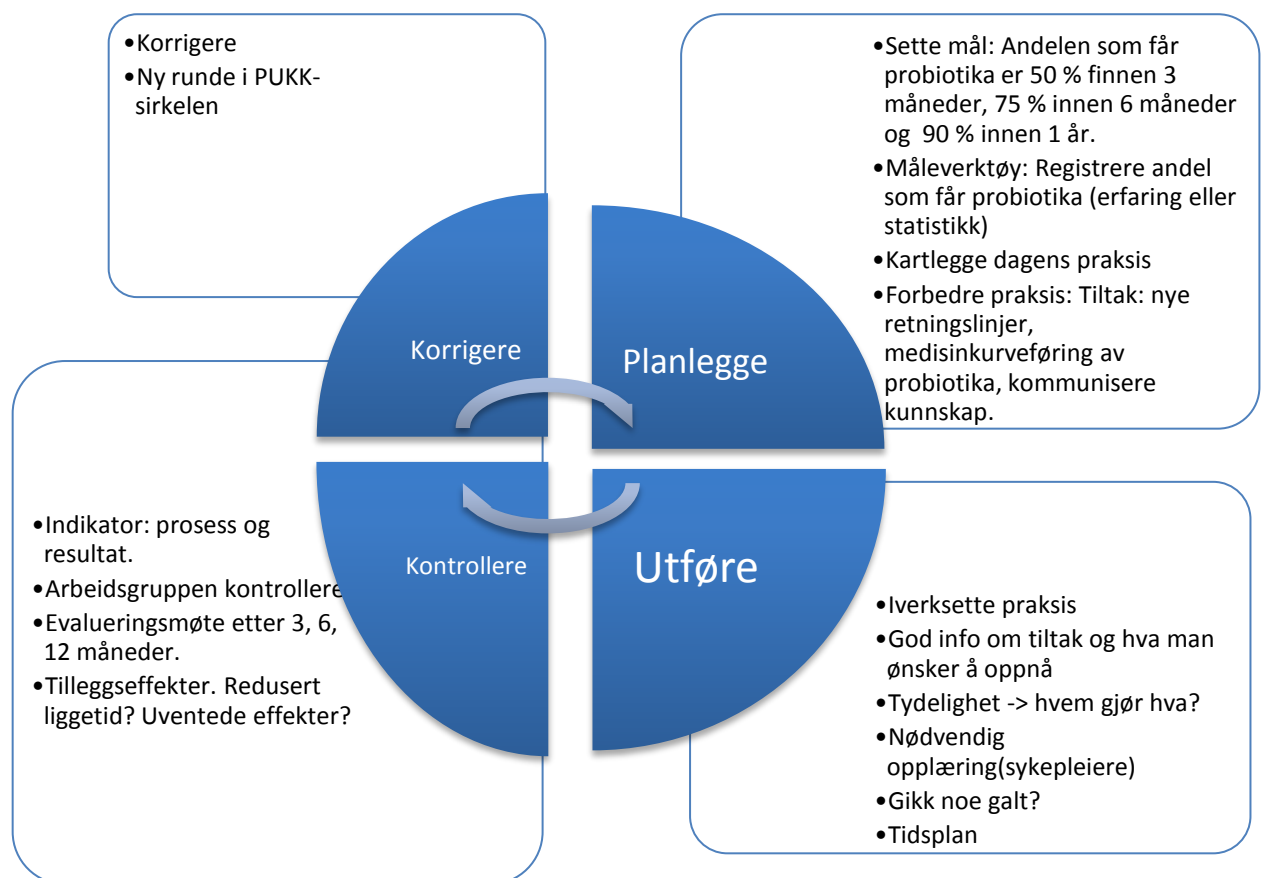 •Korrigere
•Ny runde i PUKK-
sirkelen
•Sette mål: Andelen som får
probiotika er 50 % finnen 3
måneder, 75 % innen 6 måneder
og 90 % innen 1 år.
•Måleverktøy: Registrere andel
som får probiotika (erfaring eller
statistikk)
•Kartlegge dagens praksis
•Forbedre praksis: Tiltak: nye
retningslinjer,
medisinkurveføring av
probiotika, kommunisere
kunnskap.
Korrigere
Planlegge
Kontrollere
Utføre
•Indikator: prosess og
resultat.
•Arbeidsgruppen kontrollere
•Evalueringsmøte etter 3, 6,
12 måneder.
•Tilleggseffekter. Redusert
liggetid? Uventede effekter?
•Iverksette praksis
•God info om tiltak og hva man
ønsker å oppnå
•Tydelighet -> hvem gjør hva?
•Nødvendig
opplæring(sykepleiere)
•Gikk noe galt?
•Tidsplan